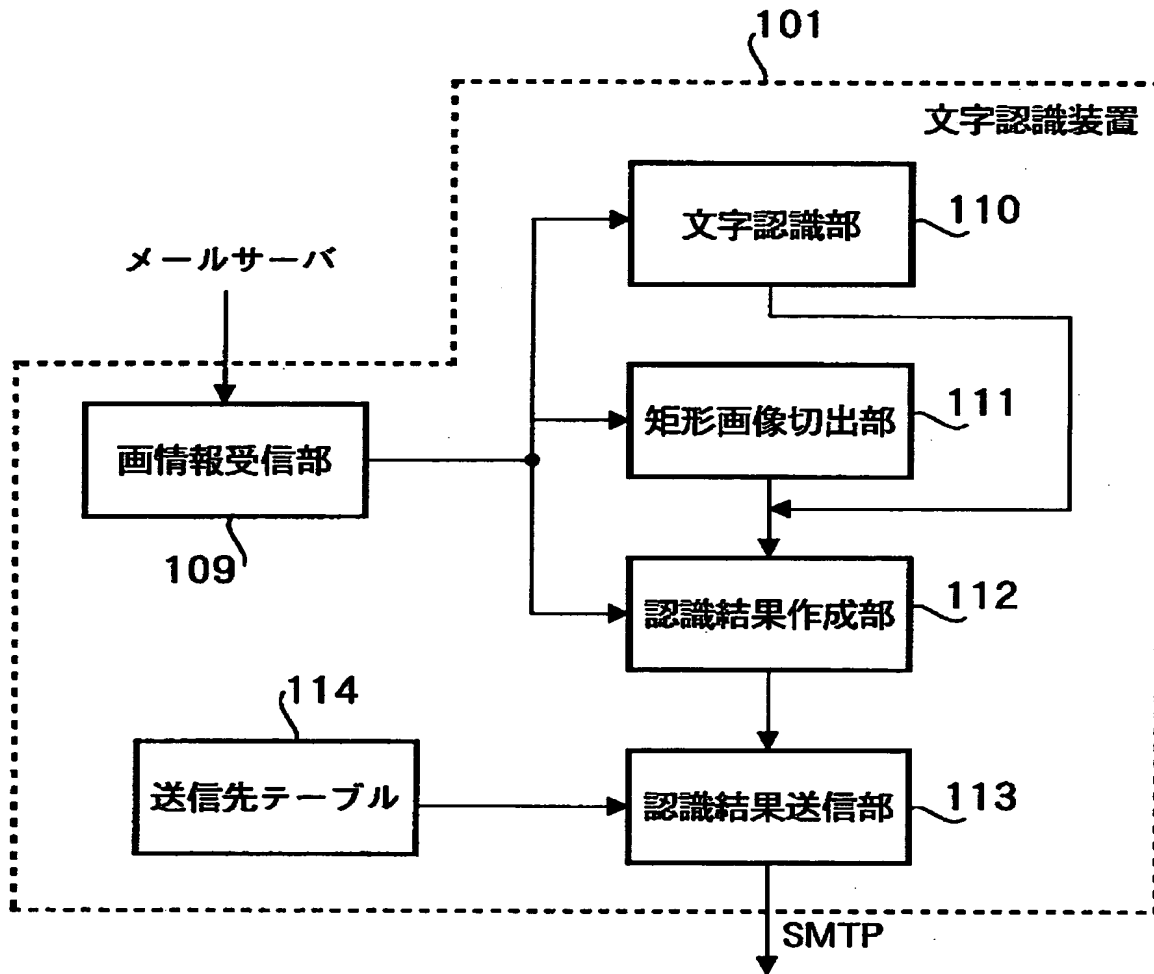 101
文字認識装置
文字認識部
110
メールサーバ
矩形画像切出部
111
画情報受信部
109
認識結果作成部
112
114
送信先テーブル
認識結果送信部
113
SMTP